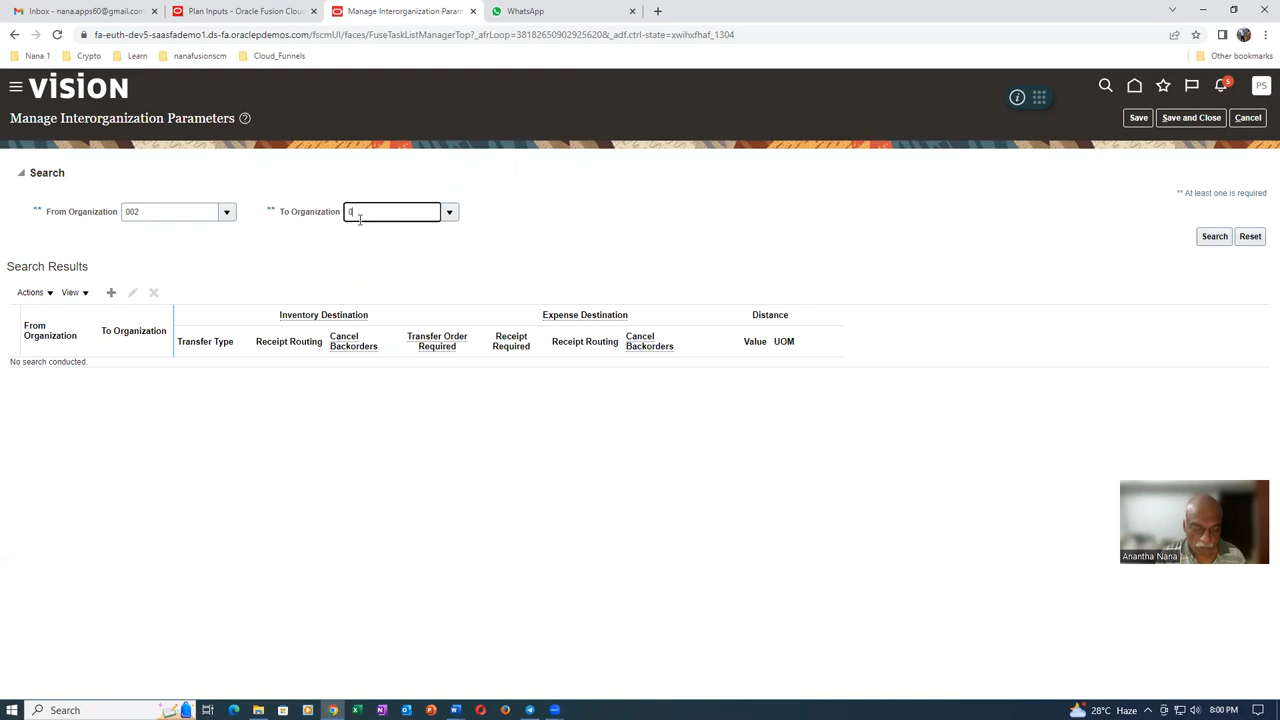 Inbox - nana.apps60@gmail.com
Plan Inputs - Oracle Fusion Cloud
Manage Interorganization Param
WhatsApp
fa-euth-dev5-saasfademo1.ds-fa.oraclepdemos.com/fscmUI/faces/FuseTaskListManagerTop?_afrLoop=38182650902925620&_adf.ctrl-state=xwihxfhaf_1304
Nana 1
Crypto
Learn
nanafusionscm
Cloud_Funnels
Other bookmarks
VISION
5
PS
Manage Interorganization Parameters
Save
Save and Close
Cancel
Search
** At least one is required
** From Organization 002
** To Organization 0
Search
Reset
Search Results
Actions
View
Inventory Destination
Expense Destination
Distance
From Organization
To Organization
Transfer Type
Receipt Routing
Cancel Backorders
Transfer Order Required
Receipt Required
Receipt Routing
Cancel Backorders
Value
UOM
No search conducted.
Anantha Nana
Search
28°C Haze
8:00 PM